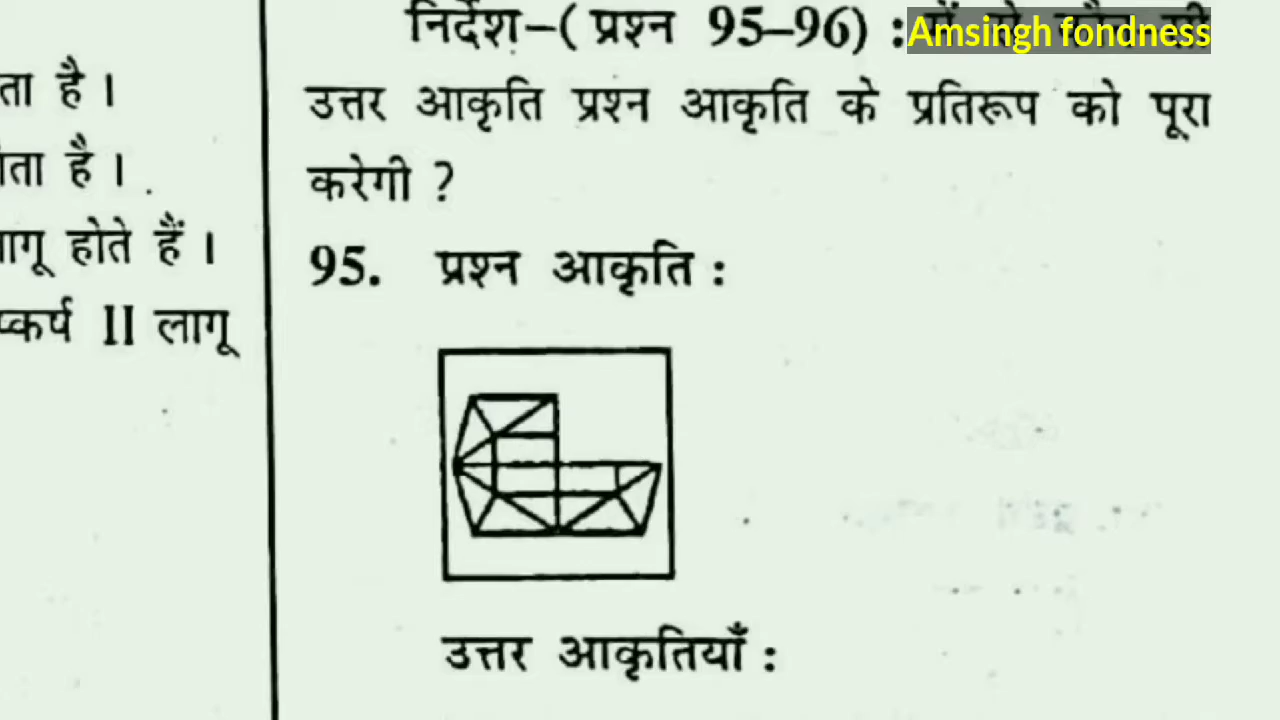 निर्देश–( प्रश्न 95–96) :
Amsingh fondness
ता है ।
उत्तर आकृति प्रश्न आकृति के प्रतिरूप को पूरा
ता है ।
करेगी ?
गू होते हैं ।
95. प्रश्न आकृति :
II लागू
उत्तर आकृतियाँ :